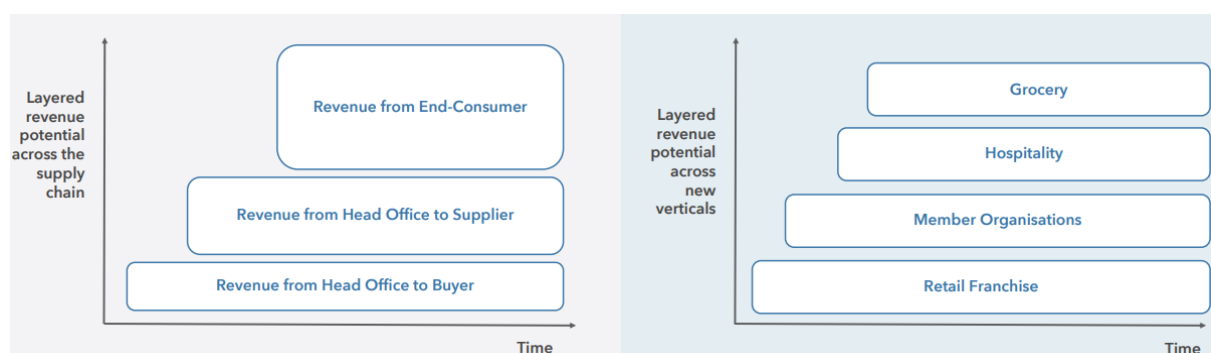 Layered
revenue
potential
across the
supply
chain
Revenue from End-Consumer
Revenue from Head Office to Supplier
Revenue from Head Office to Buyer
Time
Layered
revenue
potential
across
new
verticals
Grocery
Hospitality
Member Organisations
Retail Franchise
Time